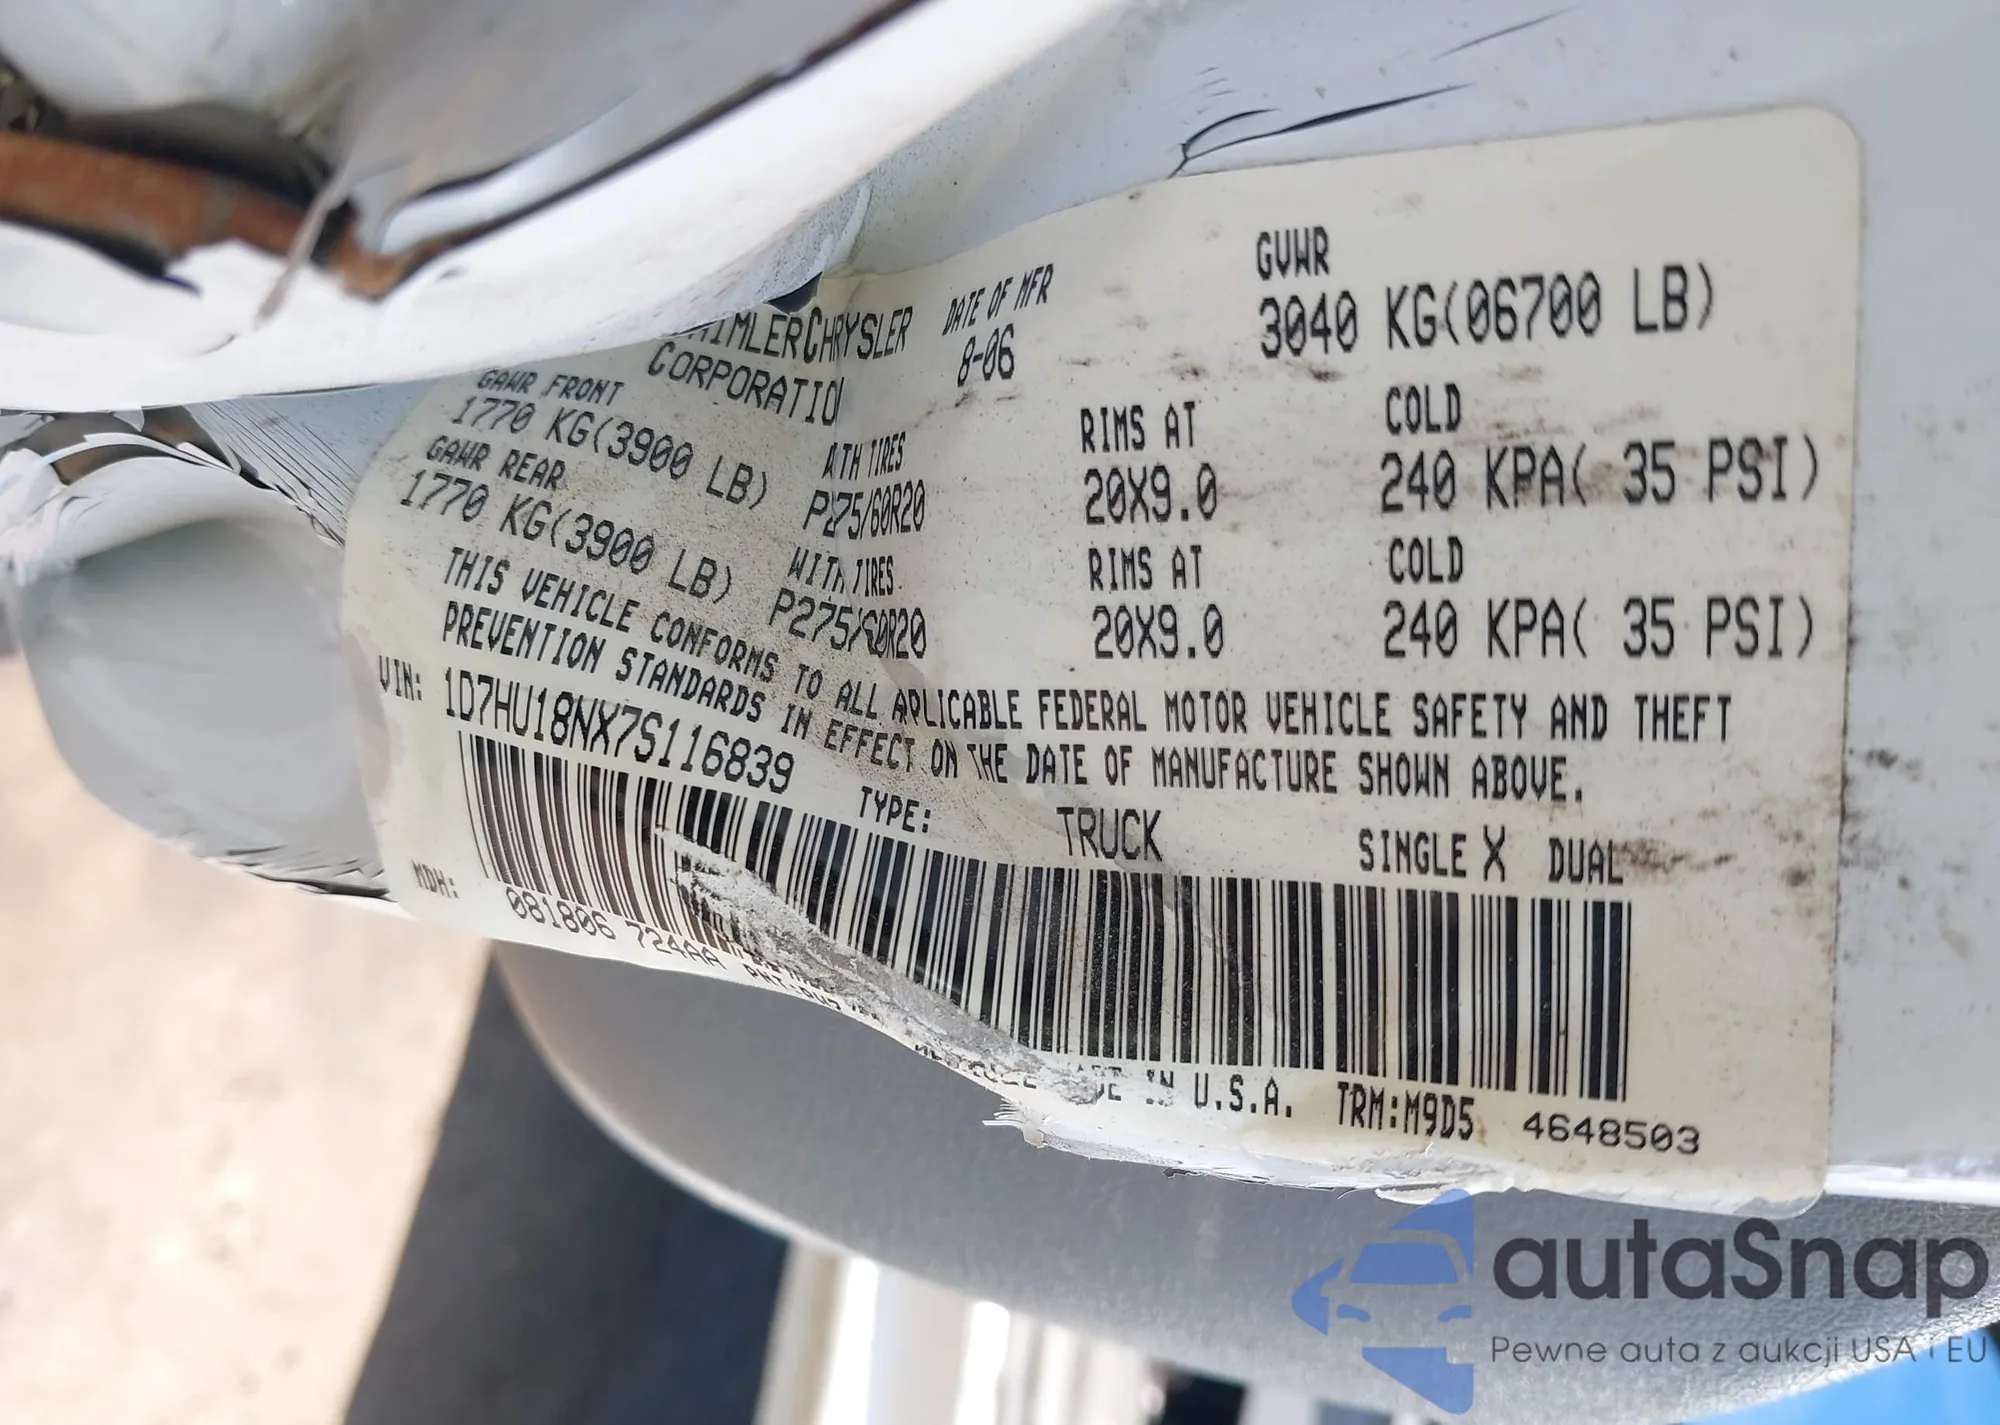 DAIMLERCHRYSLER CORPORATION
DATE OF MFR
8-06
GVWR
3040 KG(06700 LB)
GAWR FRONT
1770 KG(3900 LB)
TIRES
P275/60R20
RIMS AT
20X9.0
COLD
240 KPA( 35 PSI)
GAWR REAR
1770 KG(3900 LB)
WITH TIRES
P275/60R20
RIMS AT
20X9.0
COLD
240 KPA( 35 PSI)
THIS VEHICLE CONFORMS TO ALL APLICABLE FEDERAL MOTOR VEHICLE SAFETY AND THEFT
PREVENTION STANDARDS IN EFFECT ON THE DATE OF MANUFACTURE SHOWN ABOVE.
VIN: 1D7HU18NX7S116839
TYPE: TRUCK SINGLE X DUAL
MDH: 081806 724AA
IN U.S.A. TRM:M9D5 4648503
autaSnap
Pewne auta z aukcji USA i EU